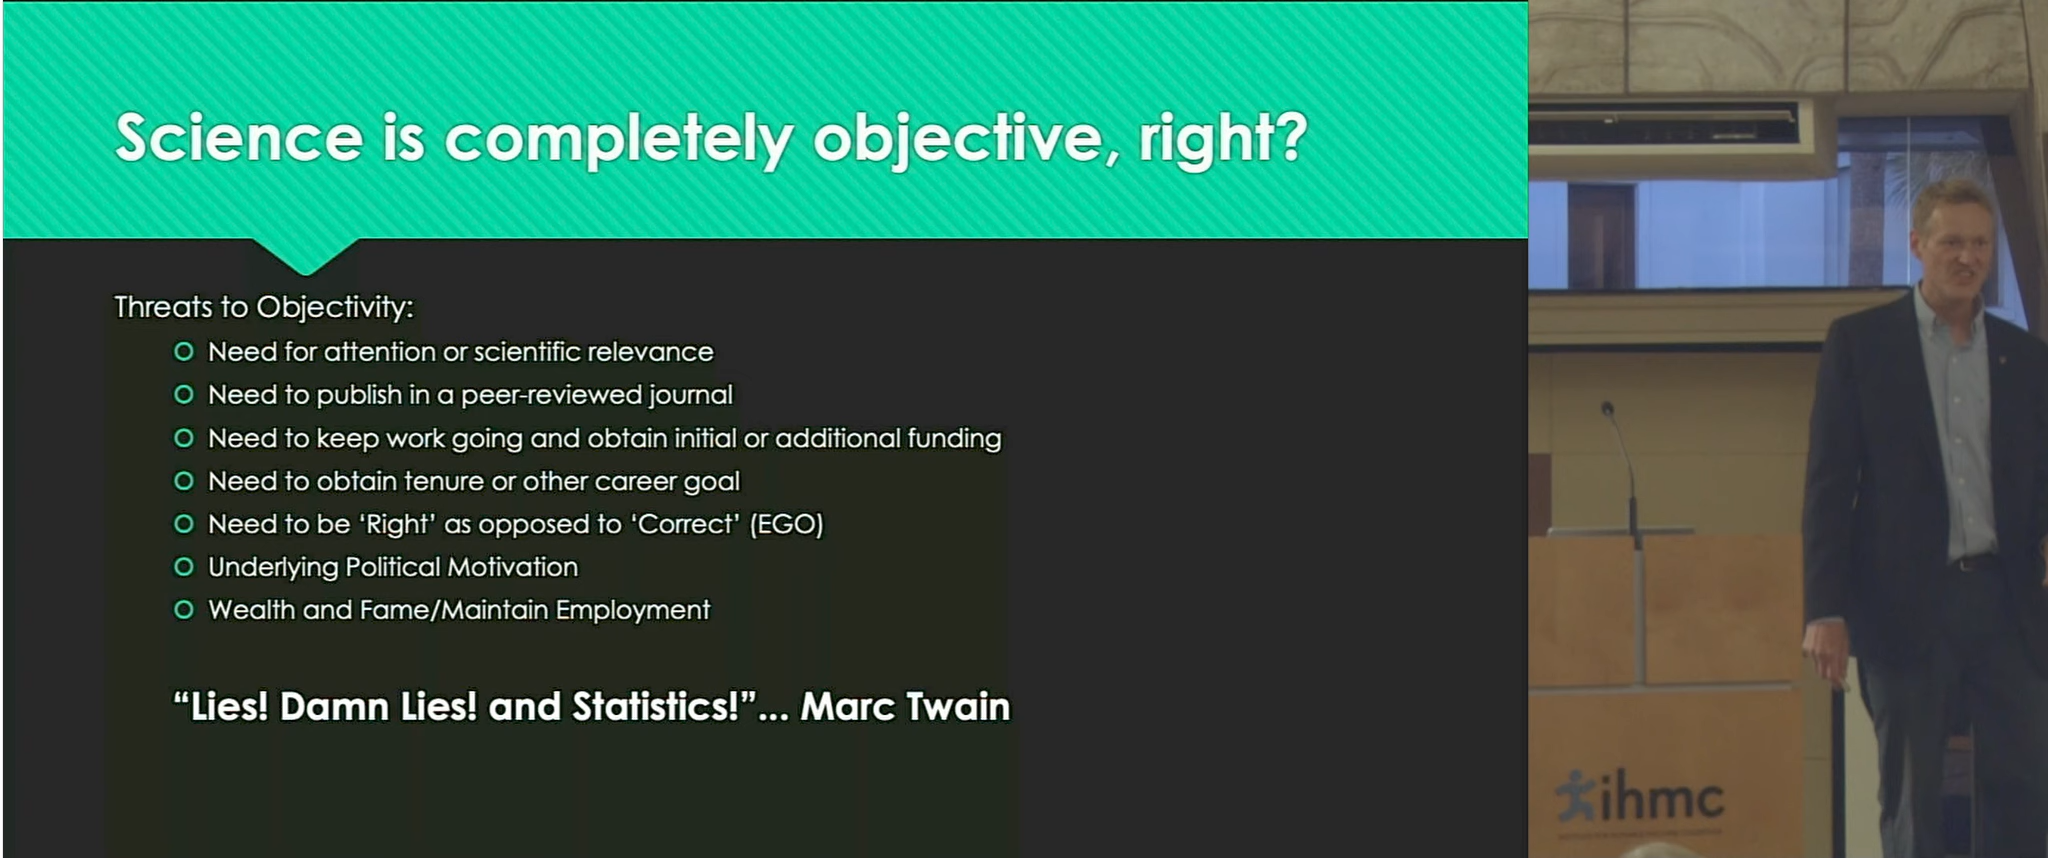 Science is completely objective, right?
Threats to Objectivity:
Need for attention or scientific relevance
Need to publish in a peer-reviewed journal
Need to keep work going and obtain initial or additional funding
Need to obtain tenure or other career goal
Need to be ‘Right’ as opposed to ‘Correct’ (EGO)
Underlying Political Motivation
Wealth and Fame/Maintain Employment
“Lies! Damn Lies! and Statistics!”... Marc Twain
ihmc